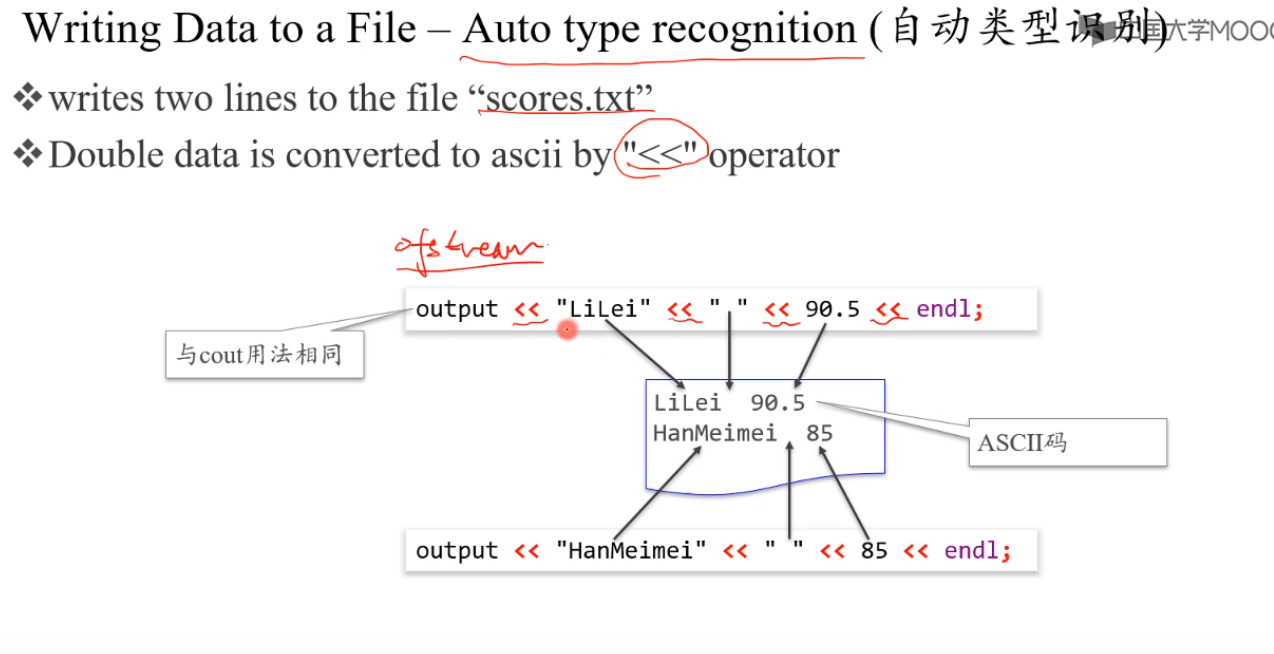 Writing Data to a File – Auto type recognition (自动类型识别)
中国大学MOOC
❖writes two lines to the file “scores.txt”
❖Double data is converted to ascii by "<<" operator
ofstream
output << "LiLei" << " " << 90.5 << endl;
与cout用法相同
LiLei  90.5
HanMeimei  85
ASCII码
output << "HanMeimei" << " " << 85 << endl;